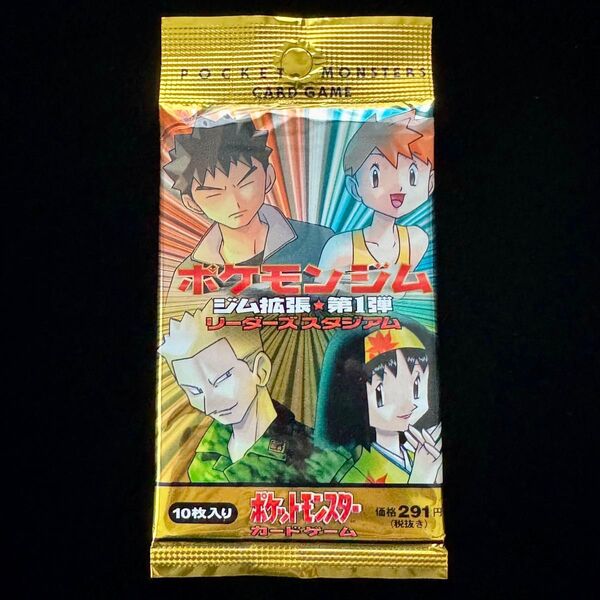 POCKET MONSTERS
CARD GAME
ポケモンジム
ジム拡張★第1弾
リーダーズスタジアム
10枚入り
ポケットモンスター
カードゲーム
価格291円
(税抜き)